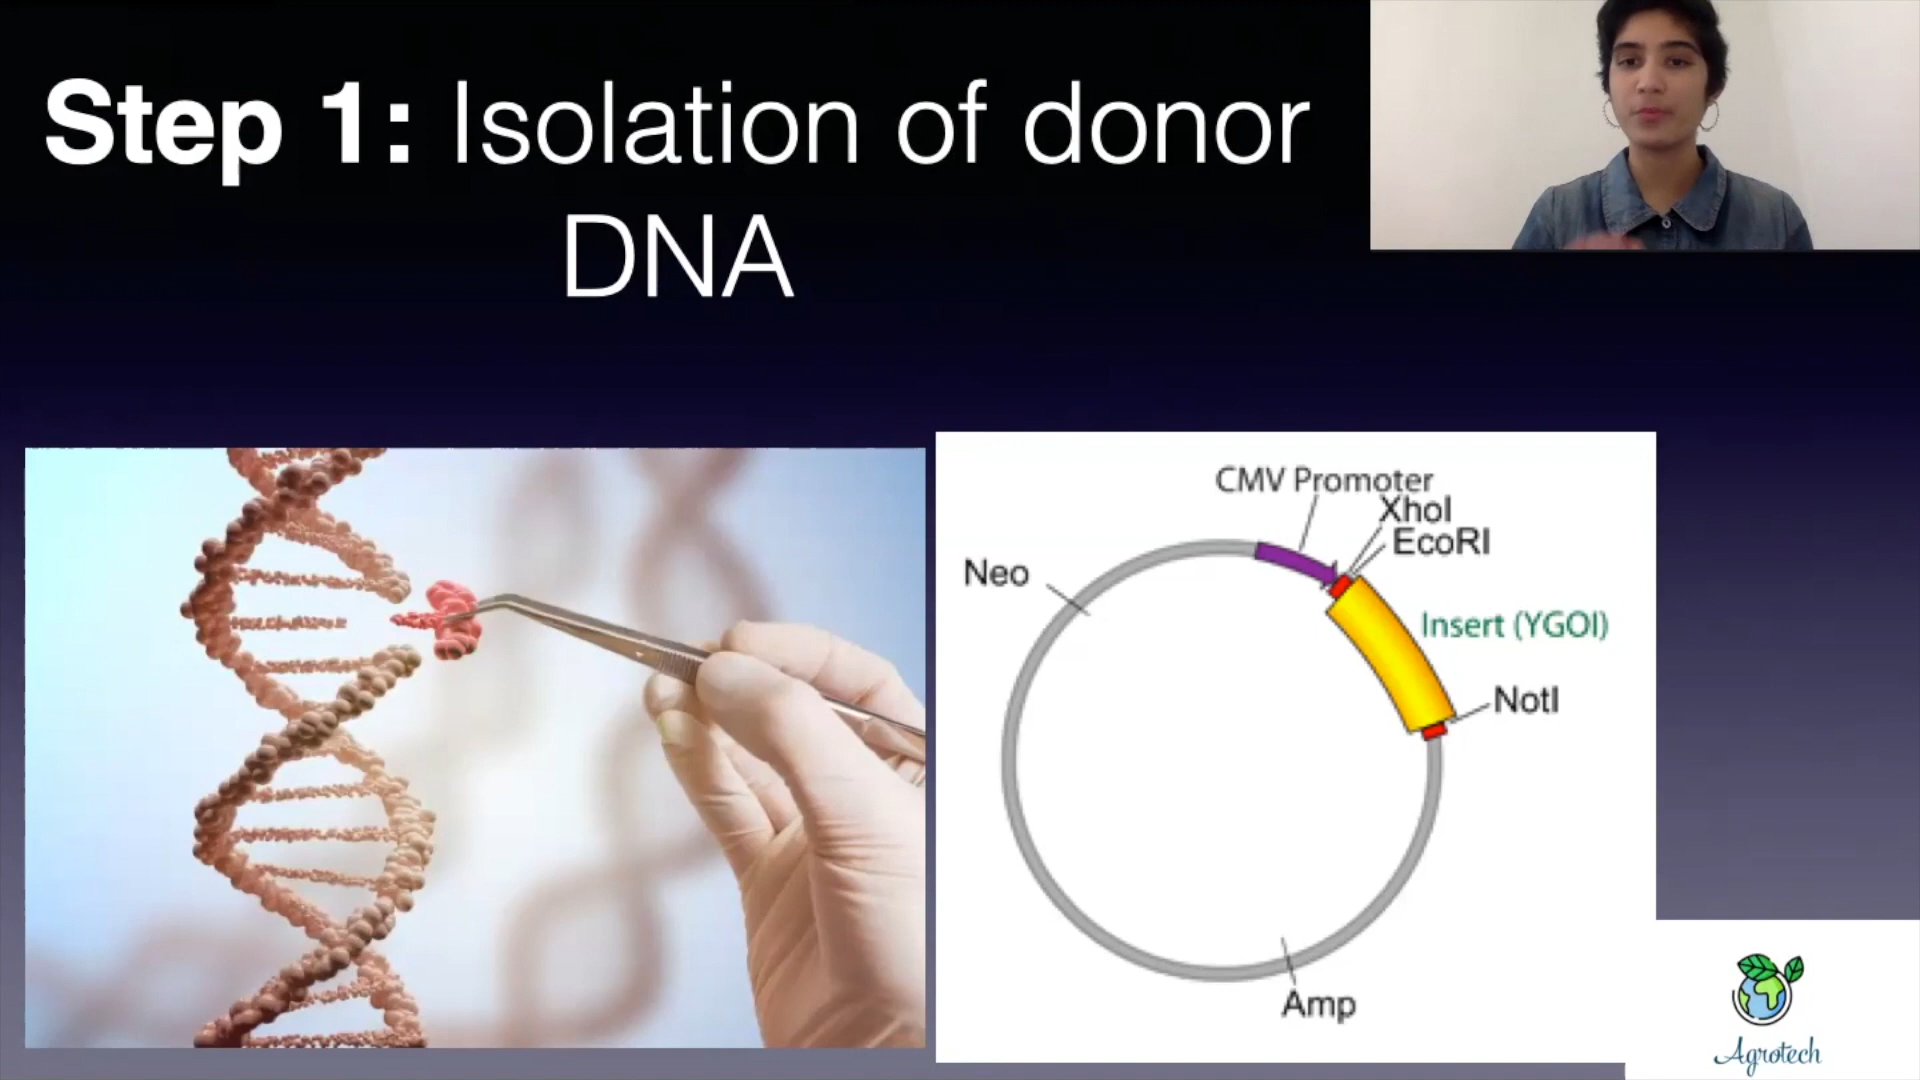 Step 1: Isolation of donor
DNA
CMV Promoter
XhoI
EcoRI
Neo
Insert (YGOI)
NotI
Amp
Agrotech